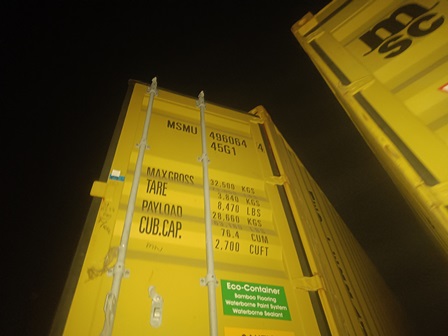 msc
MSMU 496064 4
45G1
MAX.GROSS 32,500 KGS
TARE 3,840 KGS
8,470 LBS
PAYLOAD 28,660 KGS
CUB.CAP. 76.4 CUM
2,700 CUFT
Eco-Container
Bamboo Flooring
Waterborne Paint System
Waterborne Sealant